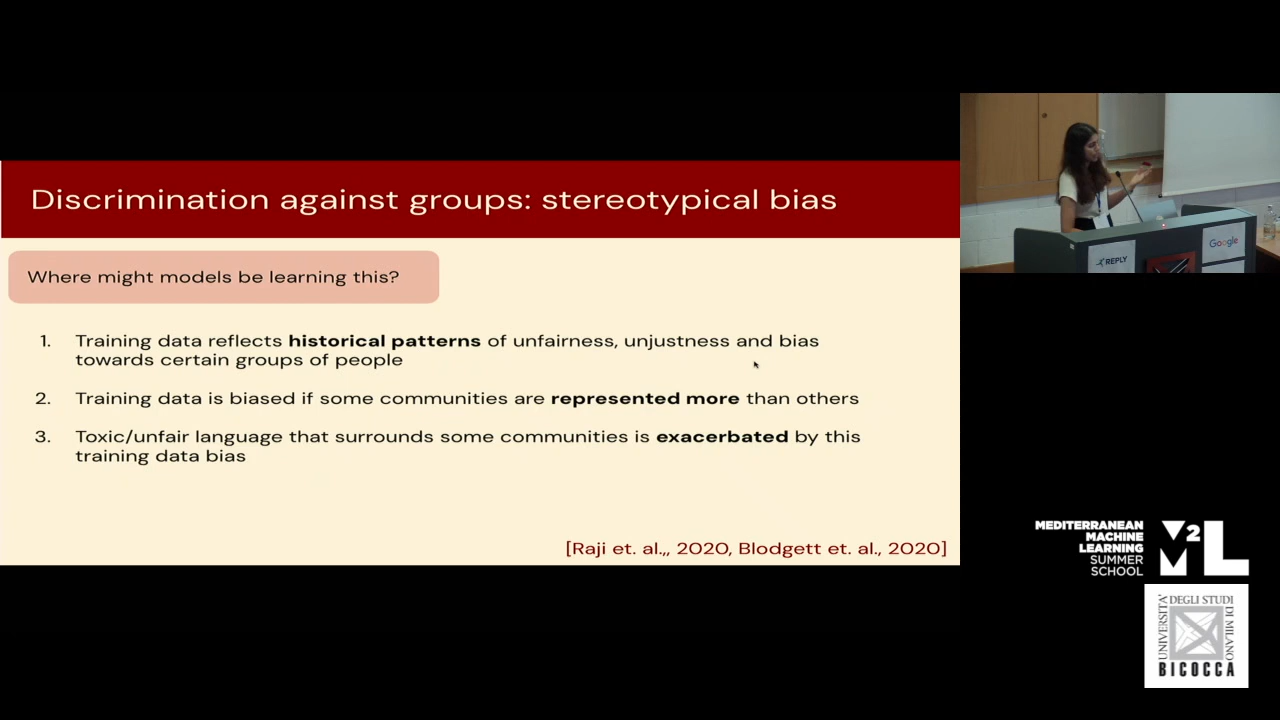 Discrimination against groups: stereotypical bias
Where might models be learning this?
1. Training data reflects historical patterns of unfairness, unjustness and bias
towards certain groups of people
2. Training data is biased if some communities are represented more than others
3. Toxic/unfair language that surrounds some communities is exacerbated by this
training data bias
[Raji et. al.,, 2020, Blodgett et. al., 2020]
REPLY
Google
MEDITERRANEAN
MACHINE
LEARNING
SUMMER
SCHOOL
M2L
UNIVERSITÀ
DEGLI STUDI
DI MILANO
BICOCCA